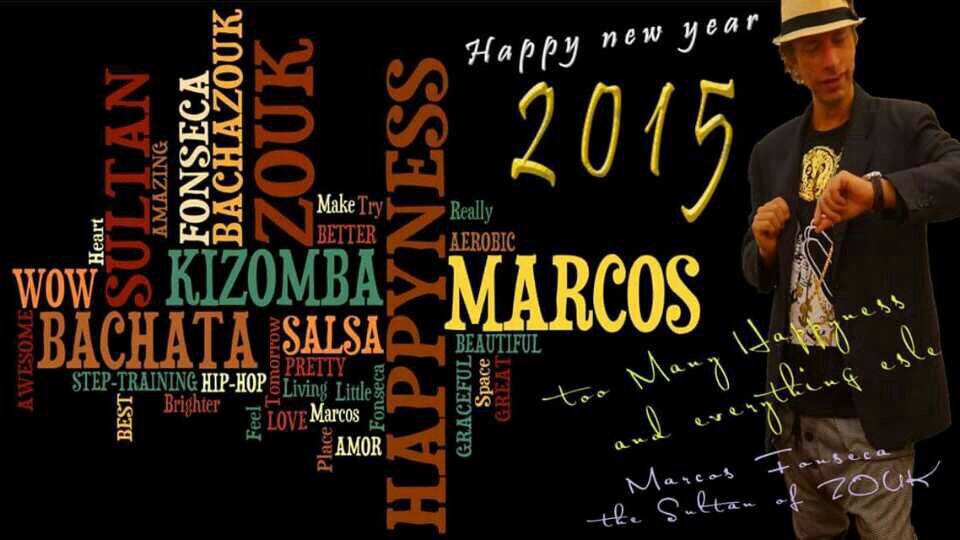 Happy new year
2015
SULTAN
AMAZING
FONSECA
BACHAZOUK
ZOUK
HAPPYNESS
Heart
Make Try
BETTER
Really
AEROBIC
WOW
KIZOMBA
MARCOS
AWESOME
BACHATA
Tomorrow
SALSA
BEAUTIFUL
PRETTY
STEP-TRAINING
HIP-HOP
Living
Little
Fonseca
GRACEFUL
Space
GREAT
BEST
Brighter
Feel
LOVE
Marcos
Place
AMOR
too Many Happyness
and everything esle
Marcos Fonseca
the Sultan of ZOUK